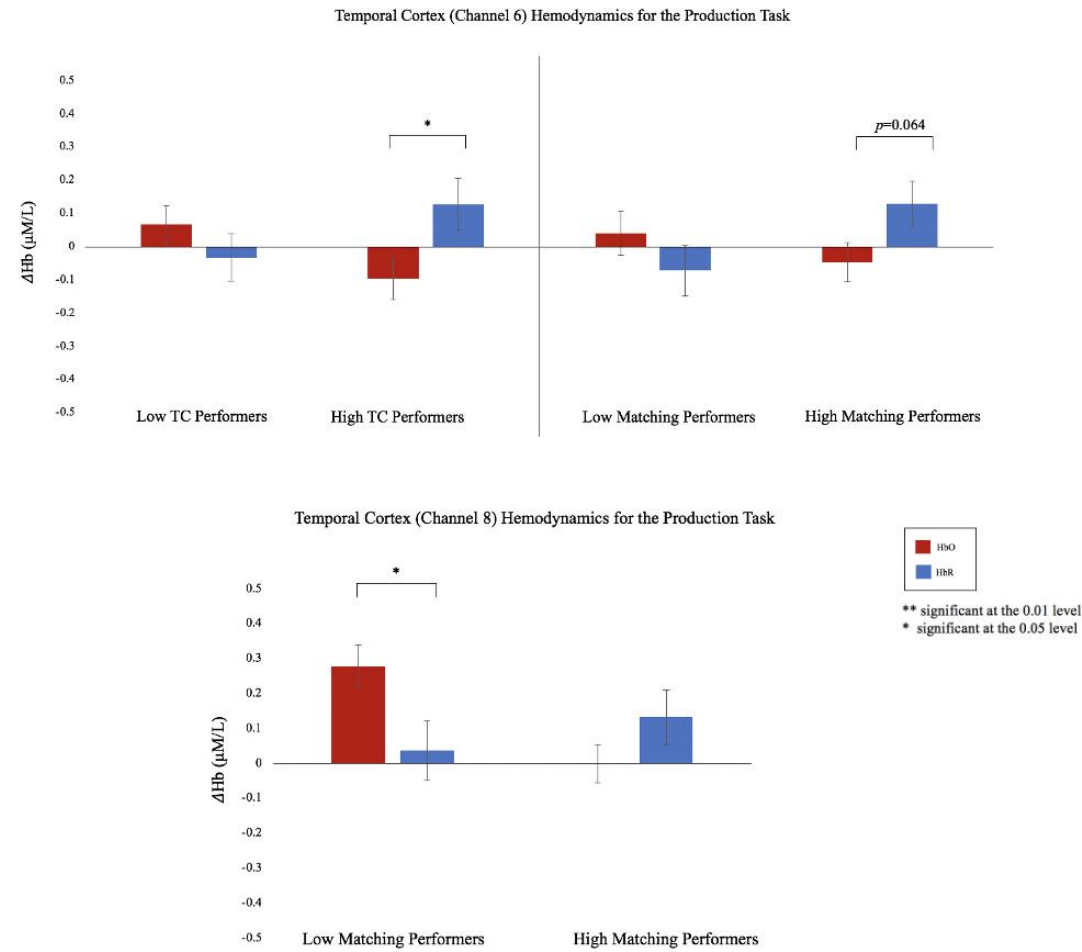 Temporal Cortex (Channel 6) Hemodynamics for the Production Task
0.5
0.4
0.3
0.2
0.1
0
-0.1
-0.2
-0.3
-0.4
-0.5
ΔHb (μM/L)
*
p=0.064
Low TC Performers
High TC Performers
Low Matching Performers
High Matching Performers
Temporal Cortex (Channel 8) Hemodynamics for the Production Task
0.5
0.4
0.3
0.2
0.1
0
-0.1
-0.2
-0.3
-0.4
-0.5
ΔHb (μM/L)
*
Low Matching Performers
High Matching Performers
HbO
HbR
** significant at the 0.01 level
* significant at the 0.05 level